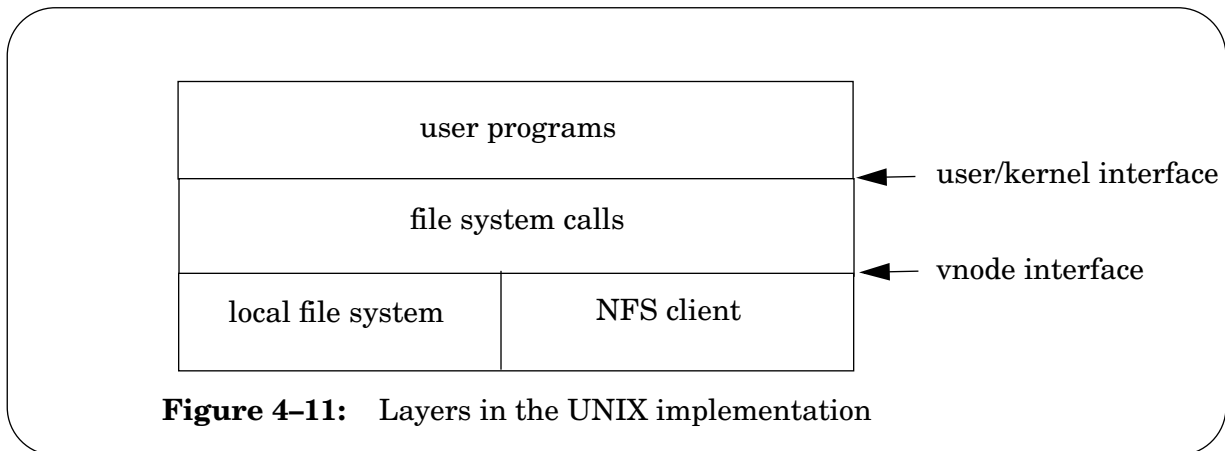 user programs
user/kernel interface
file system calls
vnode interface
local file system
NFS client
Figure 4–11: Layers in the UNIX implementation